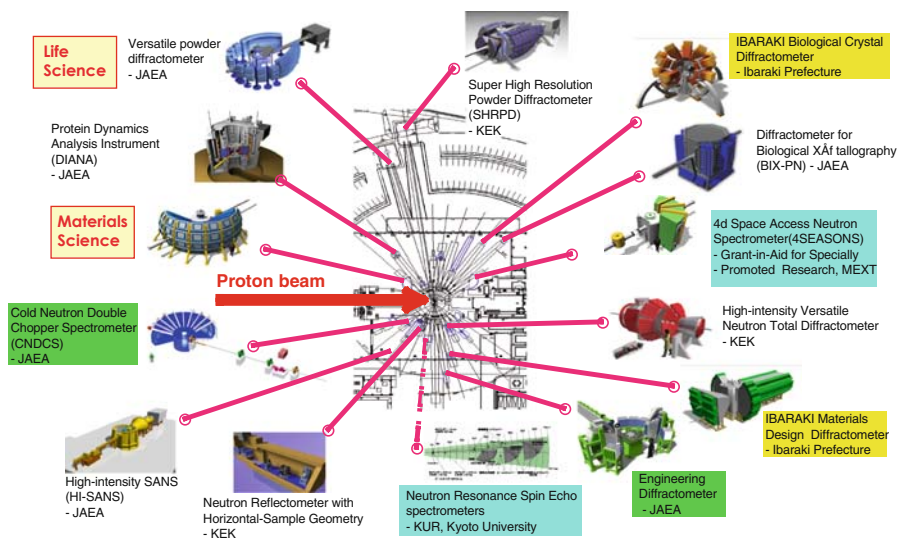 Life
Science
Versatile powder
diffractometer
- JAEA
Super High Resolution
Powder Diffractometer
(SHRPD)
- KEK
IBARAKI Biological Crystal
Diffractometer
- Ibaraki Prefecture
Protein Dynamics
Analysis Instrument
(DIANA)
- JAEA
Diffractometer for
Biological XÅf tallography
(BIX-PN) - JAEA
Materials
Science
4d Space Access Neutron
Spectrometer(4SEASONS)
- Grant-in-Aid for Specially
- Promoted Research, MEXT
Proton beam
Cold Neutron Double
Chopper Spectrometer
(CNDCS)
- JAEA
High-intensity Versatile
Neutron Total Diffractometer
- KEK
IBARAKI Materials
Design Diffractometer
- Ibaraki Prefecture
High-intensity SANS
(HI-SANS)
- JAEA
Neutron Reflectometer with
Horizontal-Sample Geometry
- KEK
Neutron Resonance Spin Echo
spectrometers
- KUR, Kyoto University
Engineering
Diffractometer
- JAEA